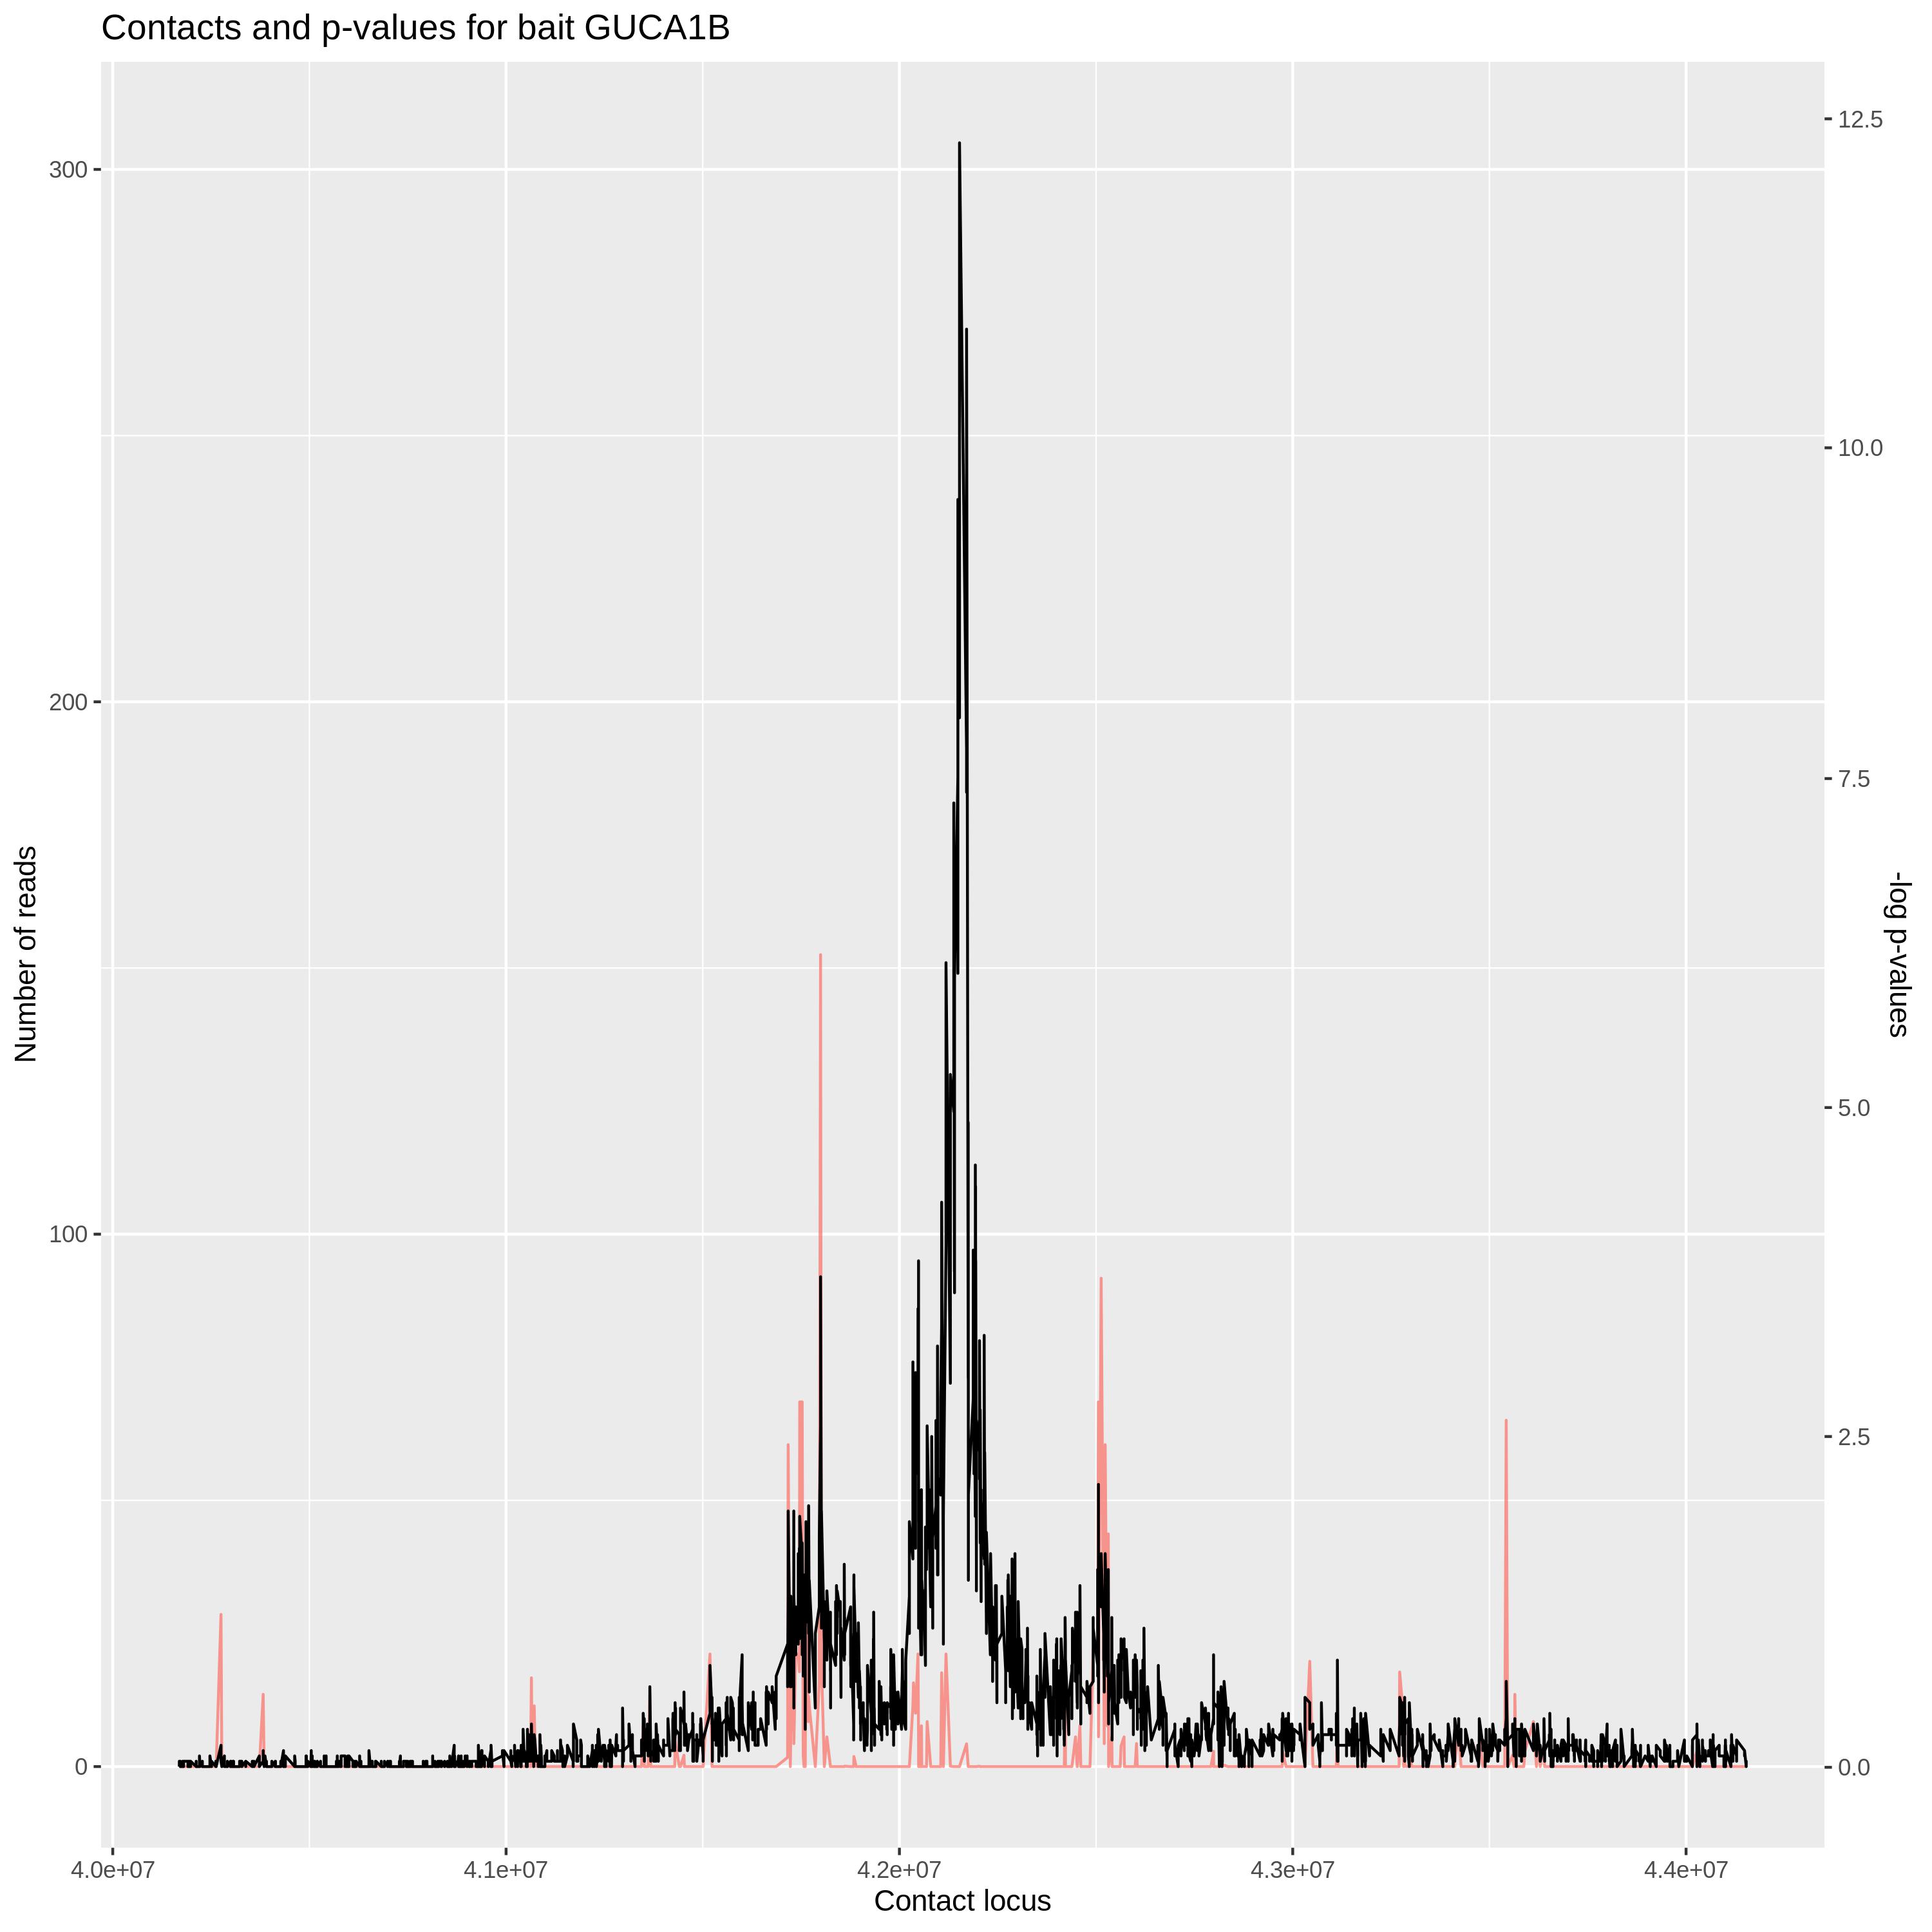 Contacts and p-values for bait GUCA1B
300
200
100
0
Number of reads
12.5
10.0
7.5
5.0
2.5
0.0
-log p-values
4.0e+07
4.1e+07
4.2e+07
4.3e+07
4.4e+07
Contact locus